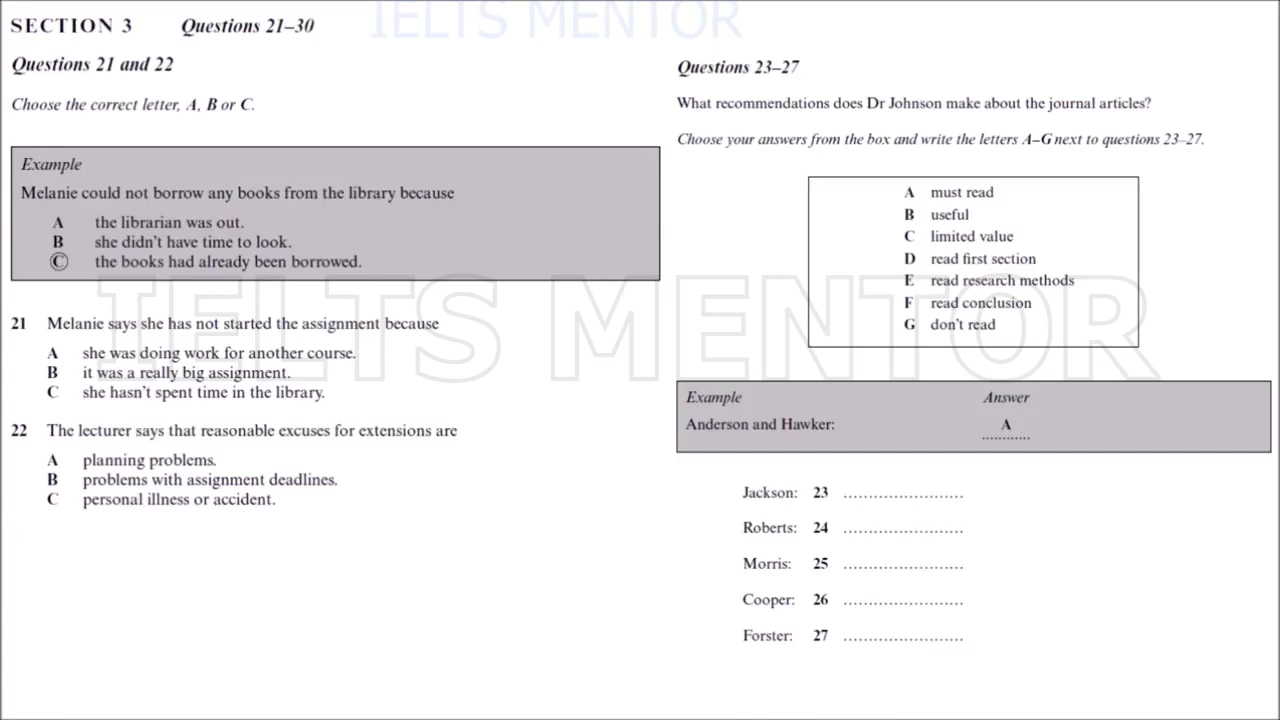 IELTS MENTOR
SECTION 3 Questions 21–30
Questions 21 and 22
Choose the correct letter, A, B or C.
Example
Melanie could not borrow any books from the library because
A the librarian was out.
B she didn't have time to look.
C the books had already been borrowed.
21 Melanie says she has not started the assignment because
A she was doing work for another course.
B it was a really big assignment.
C she hasn't spent time in the library.
22 The lecturer says that reasonable excuses for extensions are
A planning problems.
B problems with assignment deadlines.
C personal illness or accident.
Questions 23–27
What recommendations does Dr Johnson make about the journal articles?
Choose your answers from the box and write the letters A–G next to questions 23–27.
A must read
B useful
C limited value
D read first section
E read research methods
F read conclusion
G don't read
Example Answer
Anderson and Hawker: A
............
Jackson: 23 ........................
Roberts: 24 ........................
Morris: 25 ........................
Cooper: 26 ........................
Forster: 27 ........................
IELTS MENTOR